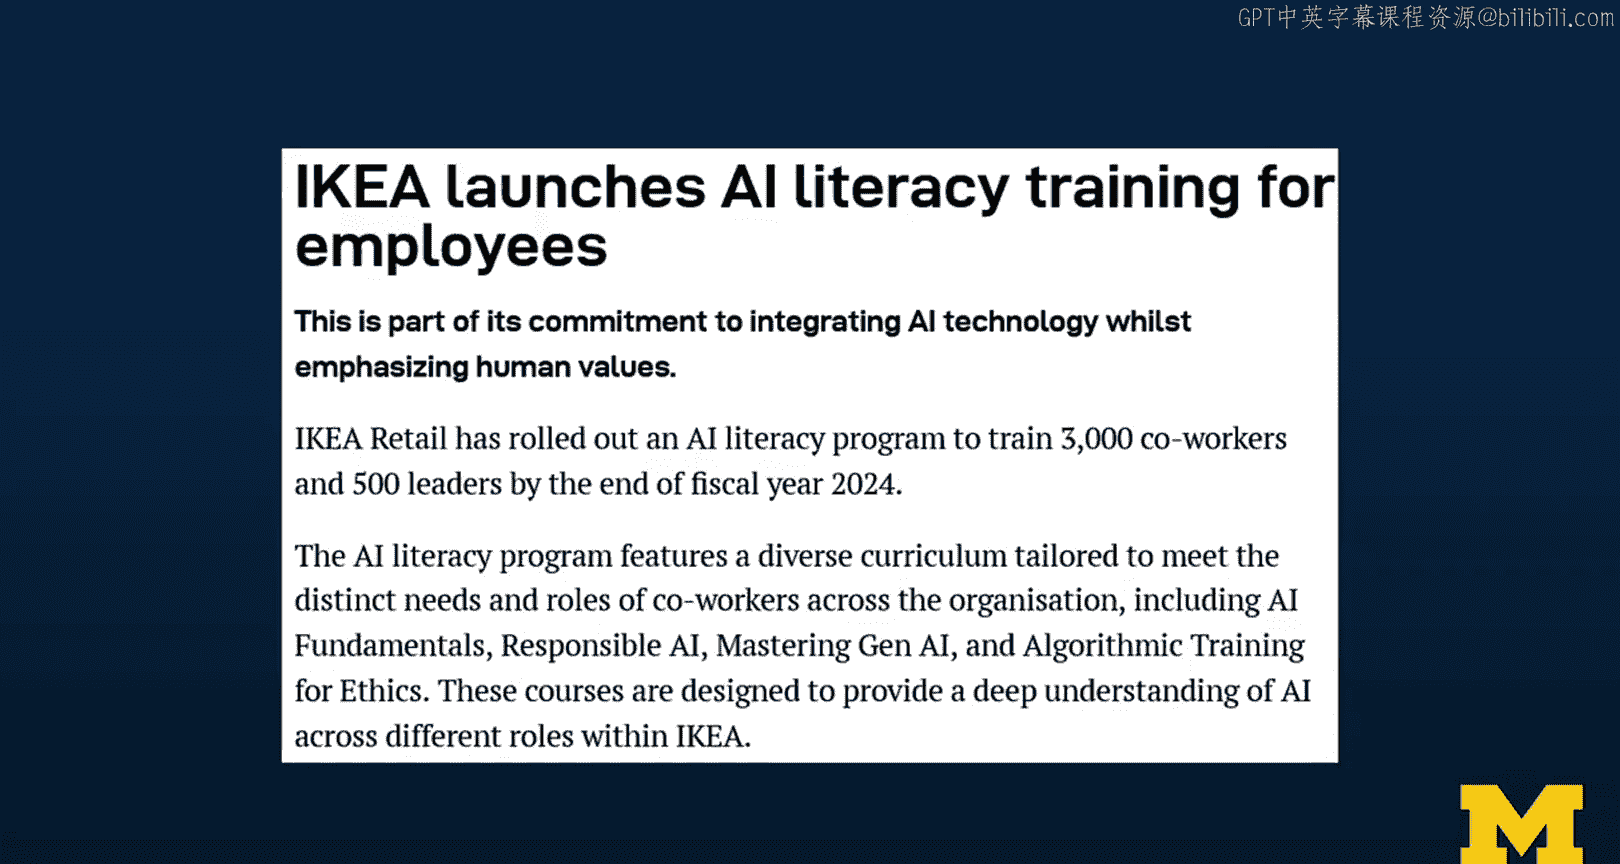 GPT中英字幕课程资源@bilibili.com
IKEA launches AI literacy training for
employees
This is part of its commitment to integrating AI technology whilst
emphasizing human values.
IKEA Retail has rolled out an AI literacy program to train 3,000 co-workers
and 500 leaders by the end of fiscal year 2024.
The AI literacy program features a diverse curriculum tailored to meet the
distinct needs and roles of co-workers across the organisation, including AI
Fundamentals, Responsible AI, Mastering Gen AI, and Algorithmic Training
for Ethics. These courses are designed to provide a deep understanding of AI
across different roles within IKEA.
M